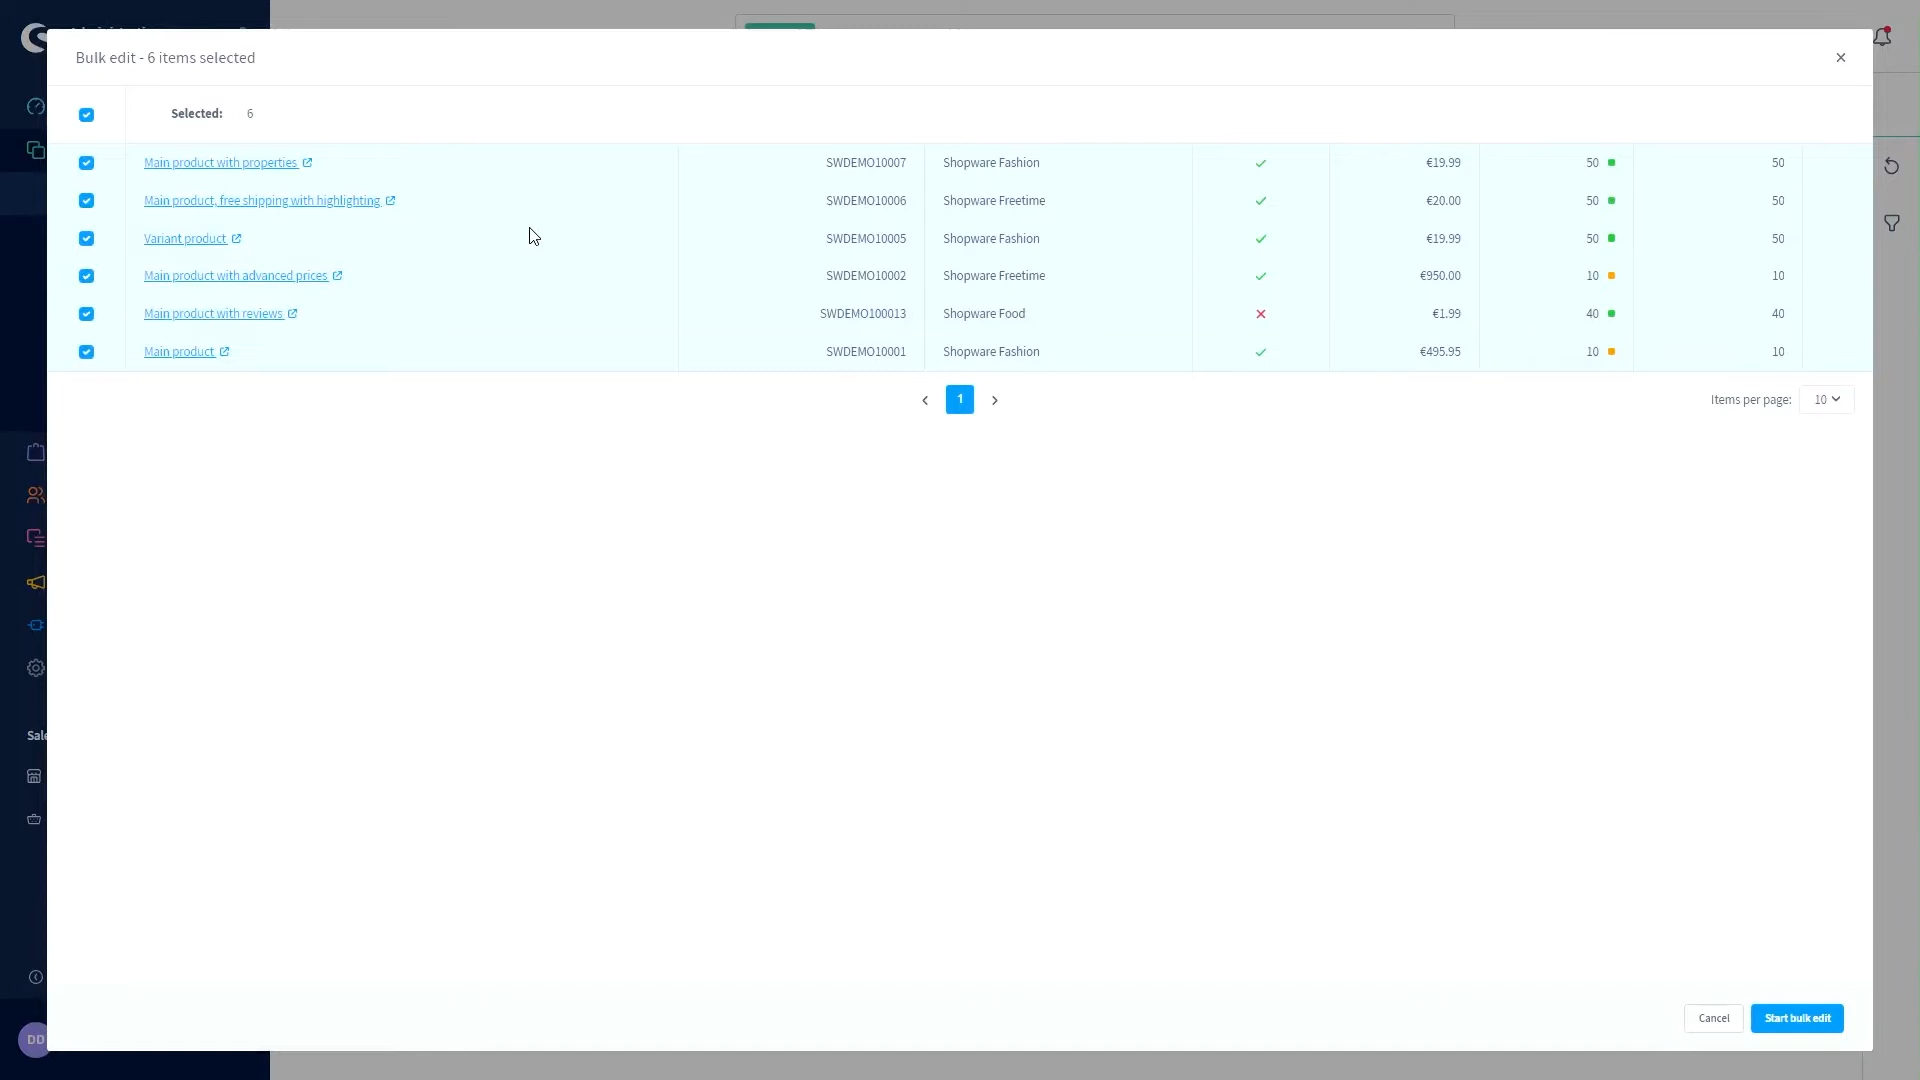 Bulk edit - 6 items selected
Selected: 6
Main product with properties SWDEMO10007 Shopware Fashion €19.99 50 50
Main product, free shipping with highlighting SWDEMO10006 Shopware Freetime €20.00 50 50
Variant product SWDEMO10005 Shopware Fashion €19.99 50 50
Main product with advanced prices SWDEMO10002 Shopware Freetime €950.00 10 10
Main product with reviews SWDEMO100013 Shopware Food €1.99 40 40
Main product SWDEMO10001 Shopware Fashion €495.95 10 10
1
Items per page: 10
Sale
Cancel Start bulk edit
DD